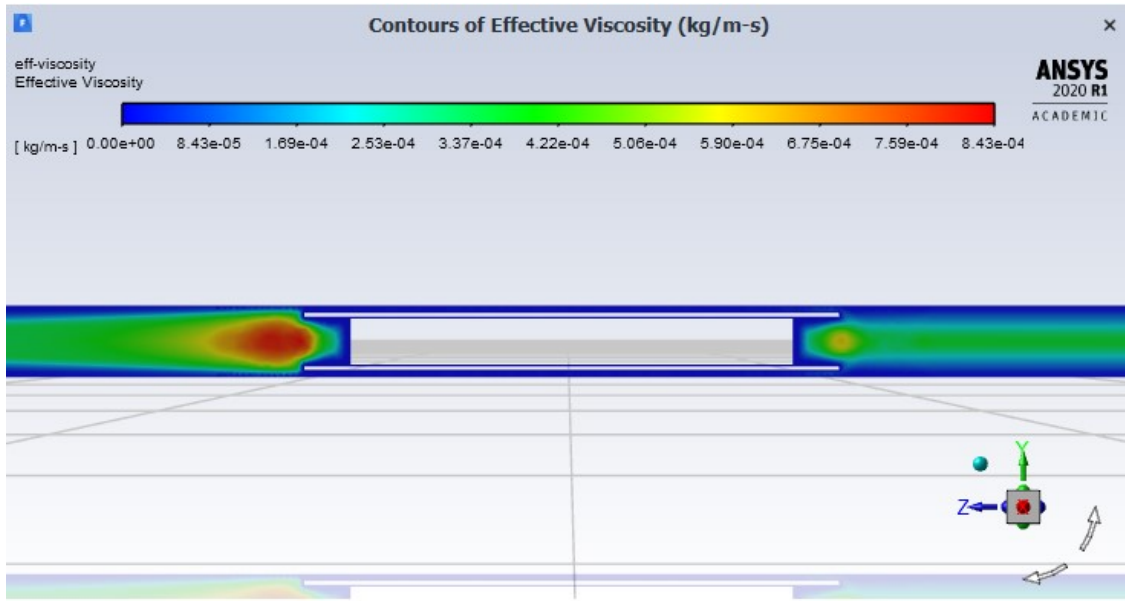 Contours of Effective Viscosity (kg/m-s)
eff-viscosity
Effective Viscosity
ANSYS
2020 R1
ACADEMIC
[ kg/m-s ] 0.00e+00 8.43e-05 1.69e-04 2.53e-04 3.37e-04 4.22e-04 5.06e-04 5.90e-04 6.75e-04 7.59e-04 8.43e-04
Y
Z